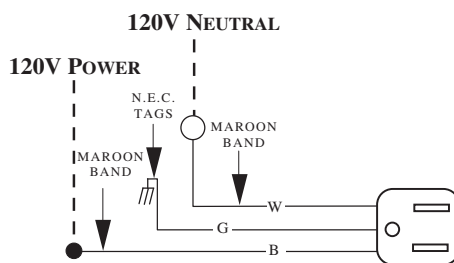 120V NEUTRAL
120V POWER
N.E.C.
TAGS
MAROON
BAND
MAROON
BAND
W
G
B